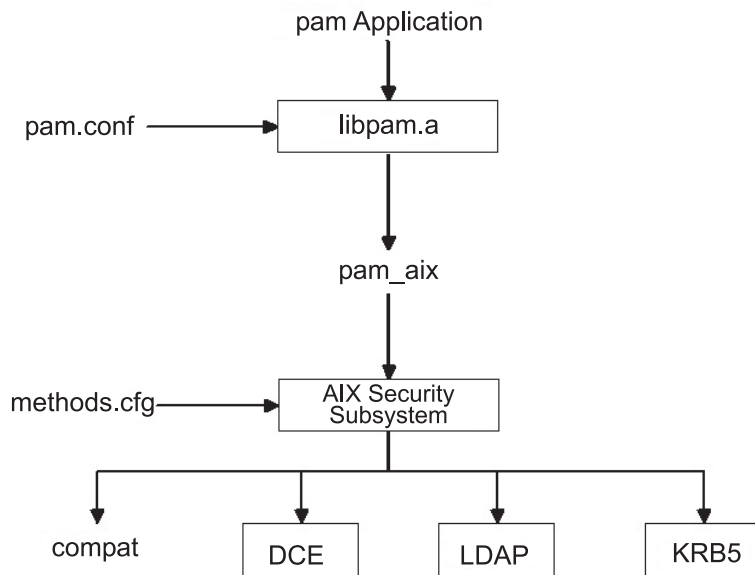 pam Application
pam.conf
libpam.a
pam_aix
methods.cfg
AIX Security
Subsystem
compat
DCE
LDAP
KRB5